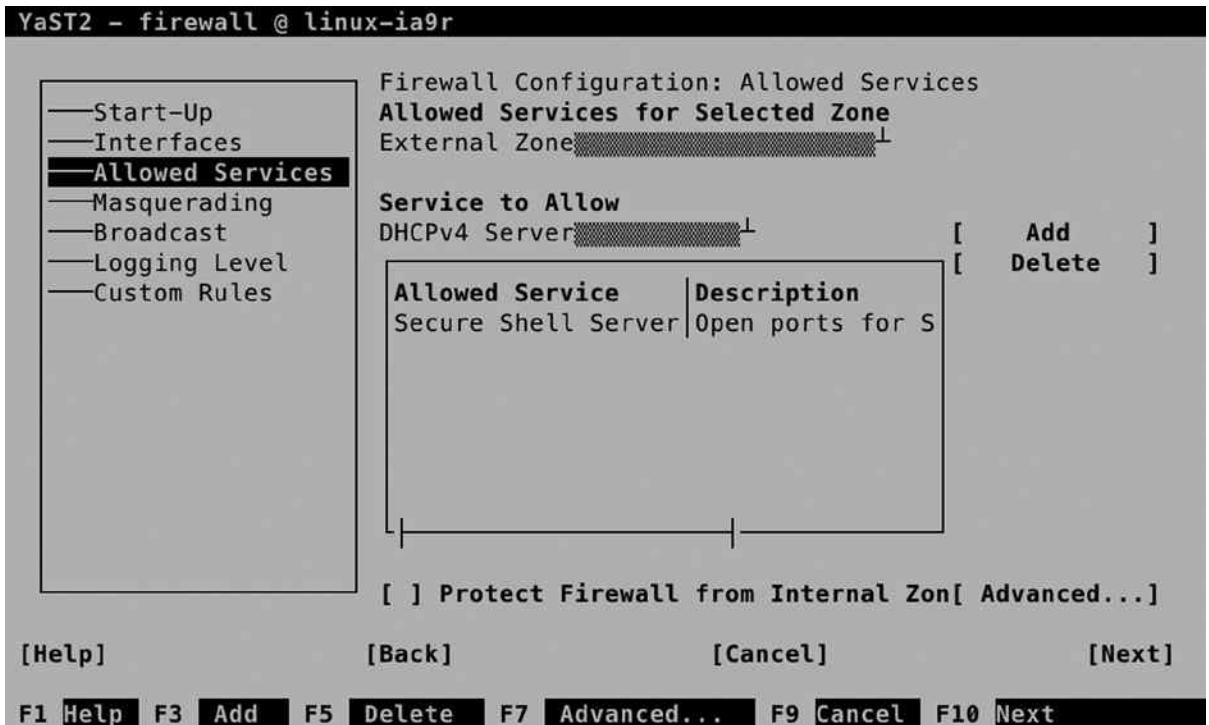 YaST2 – firewall @ linux–ia9r
Start–Up
Interfaces
Allowed Services
Masquerading
Broadcast
Logging Level
Custom Rules
Firewall Configuration: Allowed Services
Allowed Services for Selected Zone
External Zone
Service to Allow
DHCPv4 Server
[ Add ]
[ Delete ]
Allowed Service Description
Secure Shell Server Open ports for S
[ ] Protect Firewall from Internal Zon[ Advanced...]
[Help] [Back] [Cancel] [Next]
F1 Help F3 Add F5 Delete F7 Advanced... F9 Cancel F10 Next